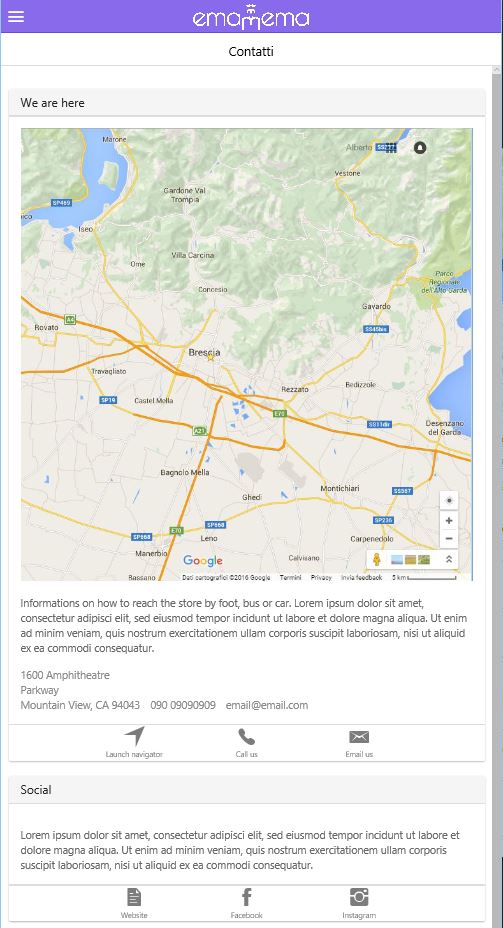 emamema
Contatti
We are here
Marone
Alberto
SS237
Vestone
Gardone Val
Trompia
SP469
Iseo
Ome
Villa Carcina
Concesio
Parco
Regionale
dell'Alto Garda
Gavardo
Rovato
A4
SS45bis
Brescia
Travagliato
Rezzato
Bedizzole
SP19
Castel Mella
E70
SS11dir
Desenzano
del Garda
A21
Bagnolo Mella
Montichiari
SS567
Ghedi
SP668
SP236
E70
SP668
Leno
Carpenedolo
Manerbio
Google
Calvisano
Bassano
Dati cartografici ©2016 Google Termini Privacy Invia feedback 5 km
Informations on how to reach the store by foot, bus or car. Lorem ipsum dolor sit amet,
consectetur adipisci elit, sed eiusmod tempor incidunt ut labore et dolore magna aliqua. Ut enim
ad minim veniam, quis nostrum exercitationem ullam corporis suscipit laboriosam, nisi ut aliquid
ex ea commodi consequatur.
1600 Amphitheatre
Parkway
Mountain View, CA 94043 090 09090909 email@email.com
Launch navigator Call us Email us
Social
Lorem ipsum dolor sit amet, consectetur adipisci elit, sed eiusmod tempor incidunt ut labore et
dolore magna aliqua. Ut enim ad minim veniam, quis nostrum exercitationem ullam corporis
suscipit laboriosam, nisi ut aliquid ex ea commodi consequatur.
Website Facebook Instagram